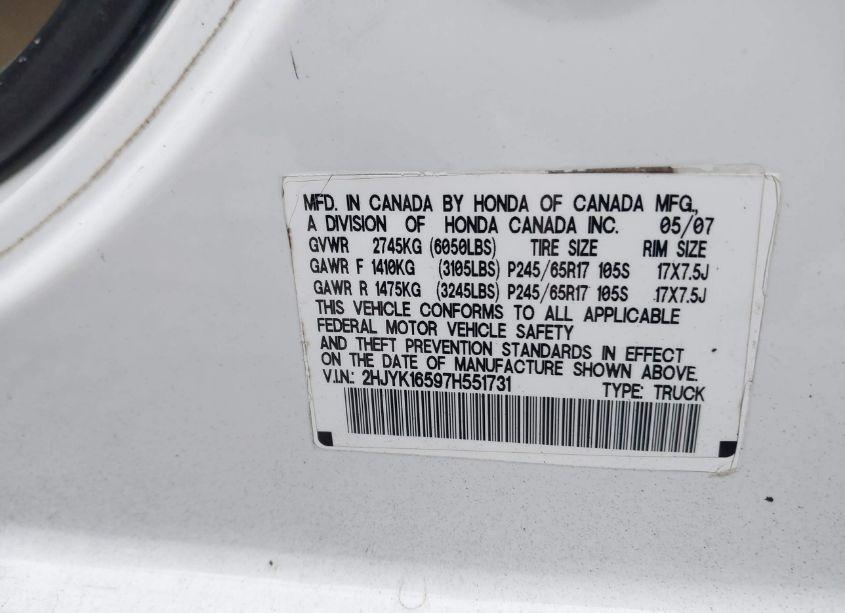 MFD. IN CANADA BY HONDA OF CANADA MFG.,
A DIVISION OF HONDA CANADA INC. 05/07
GVWR 2745KG (6050LBS) TIRE SIZE RIM SIZE
GAWR F 1410KG (3105LBS) P245/65R17 105S 17X7.5J
GAWR R 1475KG (3245LBS) P245/65R17 105S 17X7.5J
THIS VEHICLE CONFORMS TO ALL APPLICABLE
FEDERAL MOTOR VEHICLE SAFETY
AND THEFT PREVENTION STANDARDS IN EFFECT
ON THE DATE OF MANUFACTURE SHOWN ABOVE.
V.I.N.: 2HJYK16597H551731 TYPE: TRUCK